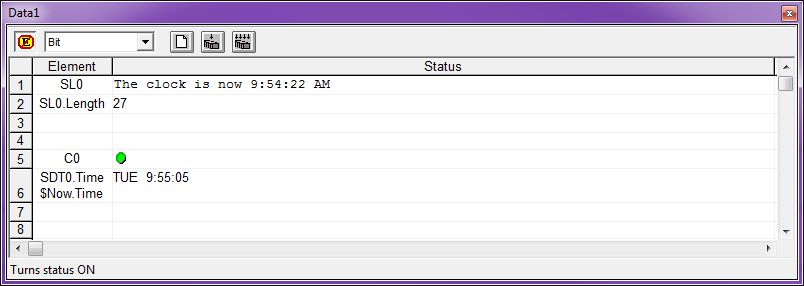 Data1
E Bit
Element Status
1 SL0 The clock is now 9:54:22 AM
2 SL0.Length 27
3
4
5 C0
SDT0.Time TUE 9:55:05
6 $Now.Time
7
8
Turns status ON